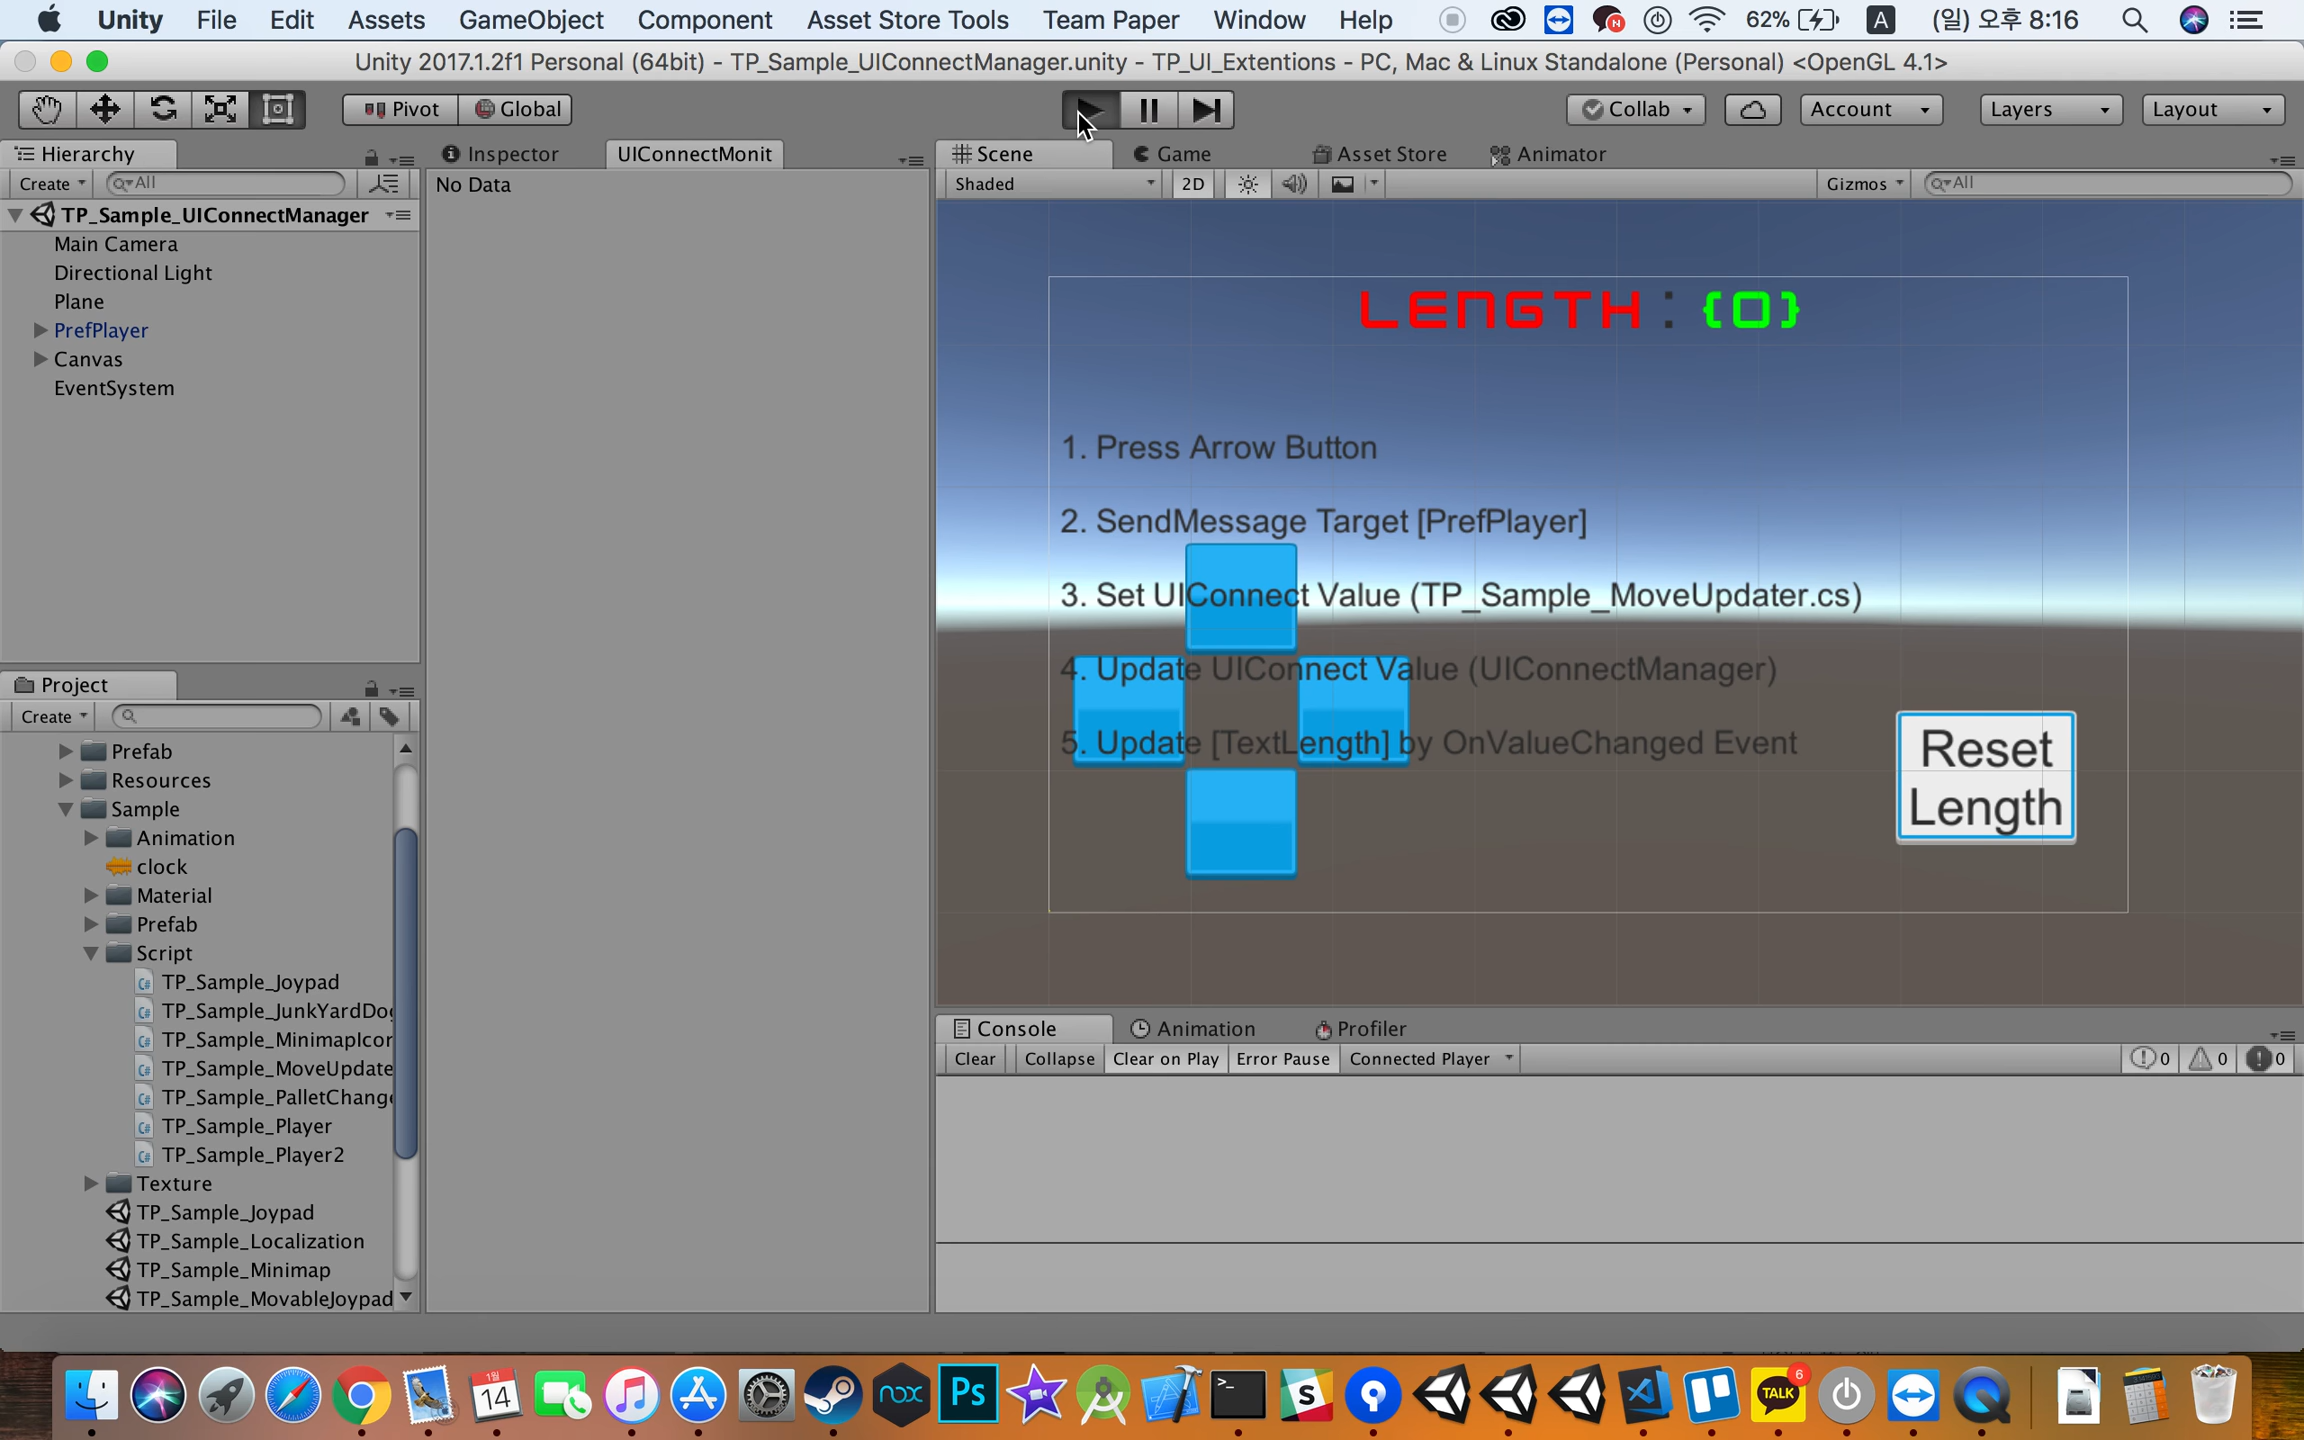 Unity File Edit Assets GameObject Component Asset Store Tools Team Paper Window Help 62% A (일) 오후 8:16
Unity 2017.1.2f1 Personal (64bit) - TP_Sample_UIConnectManager.unity - TP_UI_Extentions - PC, Mac & Linux Standalone (Personal) <OpenGL 4.1>
Pivot Global Collab Account Layers Layout
Hierarchy
Create All
TP_Sample_UIConnectManager
Main Camera
Directional Light
Plane
PrefPlayer
Canvas
EventSystem
Inspector UIConnectMonit
No Data
Scene Game Asset Store Animator
Shaded 2D Gizmos All
LENGTH : {0}
1. Press Arrow Button
2. SendMessage Target [PrefPlayer]
3. Set UIConnect Value (TP_Sample_MoveUpdater.cs)
4. Update UIConnect Value (UIConnectManager)
5. Update [TextLength] by OnValueChanged Event
Reset
Length
Project
Create
Prefab
Resources
Sample
Animation
clock
Material
Prefab
Script
TP_Sample_Joypad
TP_Sample_JunkYardDo
TP_Sample_MinimapIcor
TP_Sample_MoveUpdate
TP_Sample_PalletChang
TP_Sample_Player
TP_Sample_Player2
Texture
TP_Sample_Joypad
TP_Sample_Localization
TP_Sample_Minimap
TP_Sample_MovableJoypad
Console Animation Profiler
Clear Collapse Clear on Play Error Pause Connected Player 0 0 0
1월
14
nox
Ps
S
TALK
6